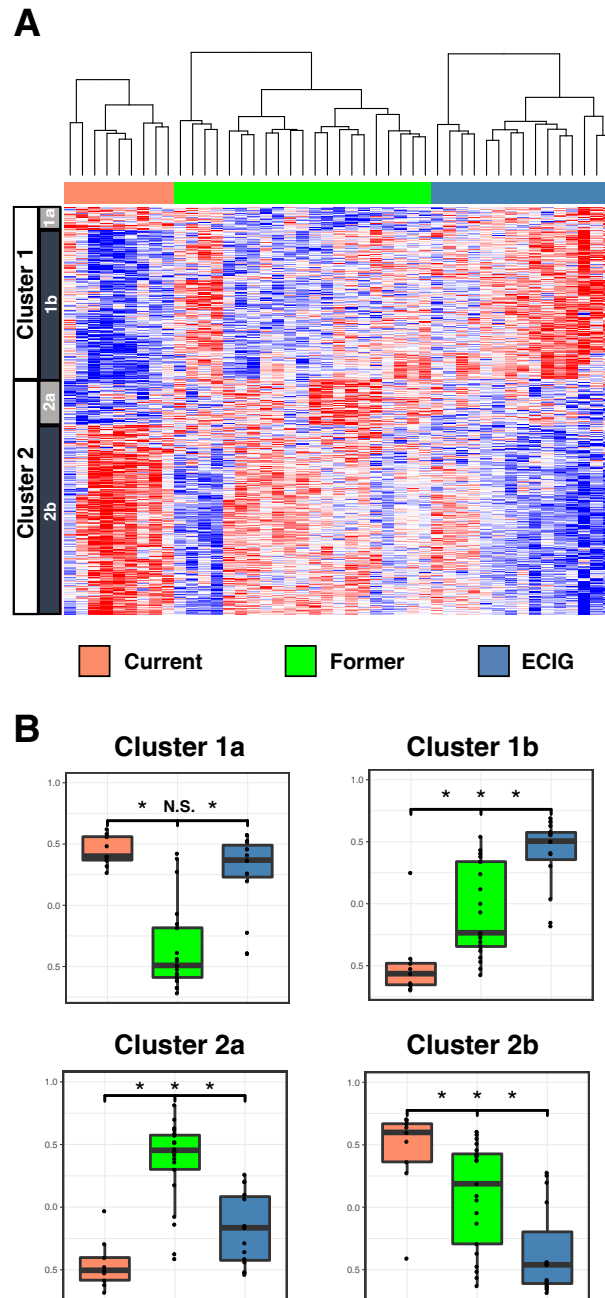 A
Cluster 1
1a
1b
Cluster 2
2a
2b
Current Former ECIG
B
Cluster 1a
1.0
0.5
0.0
0.5
* N.S. *
Cluster 1b
1.0
0.5
0.0
0.5
* * *
Cluster 2a
1.0
0.5
0.0
0.5
* * *
Cluster 2b
1.0
0.5
0.0
0.5
* * *